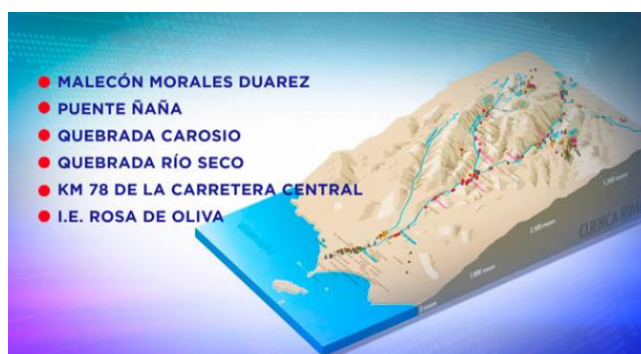 MALECÓN MORALES DUAREZ
PUENTE ÑAÑA
QUEBRADA CAROSIO
QUEBRADA RÍO SECO
KM 78 DE LA CARRETERA CENTRAL
I.E. ROSA DE OLIVA
CUENCA